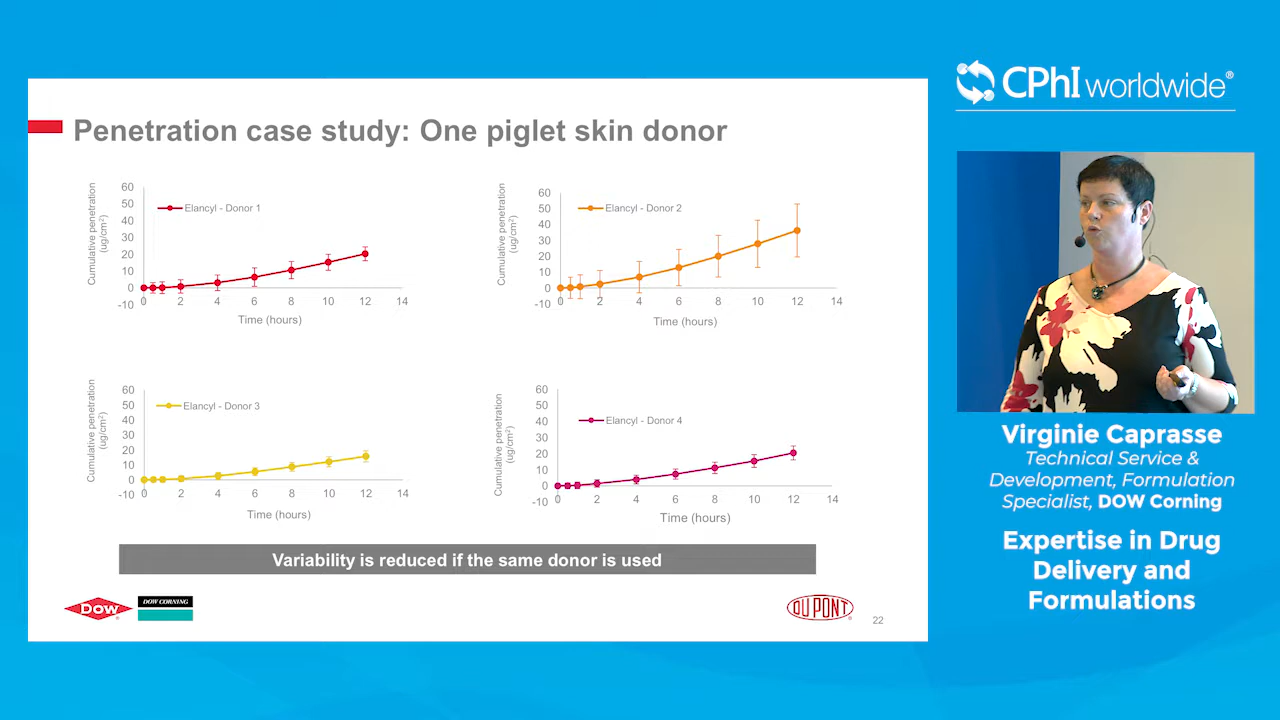 Penetration case study: One piglet skin donor
Cumulative penetration
(ug/cm²)
60
50
40
30
20
10
0
-10
Elancyl - Donor 1
0 2 4 6 8 10 12 14
Time (hours)
Cumulative penetration
(ug/cm²)
60
50
40
30
20
10
0
-10
Elancyl - Donor 2
0 2 4 6 8 10 12 14
Time (hours)
Cumulative penetration
(ug/cm²)
60
50
40
30
20
10
0
-10
Elancyl - Donor 3
0 2 4 6 8 10 12 14
Time (hours)
Cumulative penetration
(ug/cm²)
60
50
40
30
20
10
0
-10
Elancyl - Donor 4
0 2 4 6 8 10 12 14
Time (hours)
Variability is reduced if the same donor is used
DOW®
DOW CORNING
DUPONT®
22
CPhI worldwide®
Virginie Caprasse
Technical Service &
Development, Formulation
Specialist, DOW Corning
Expertise in Drug
Delivery and
Formulations